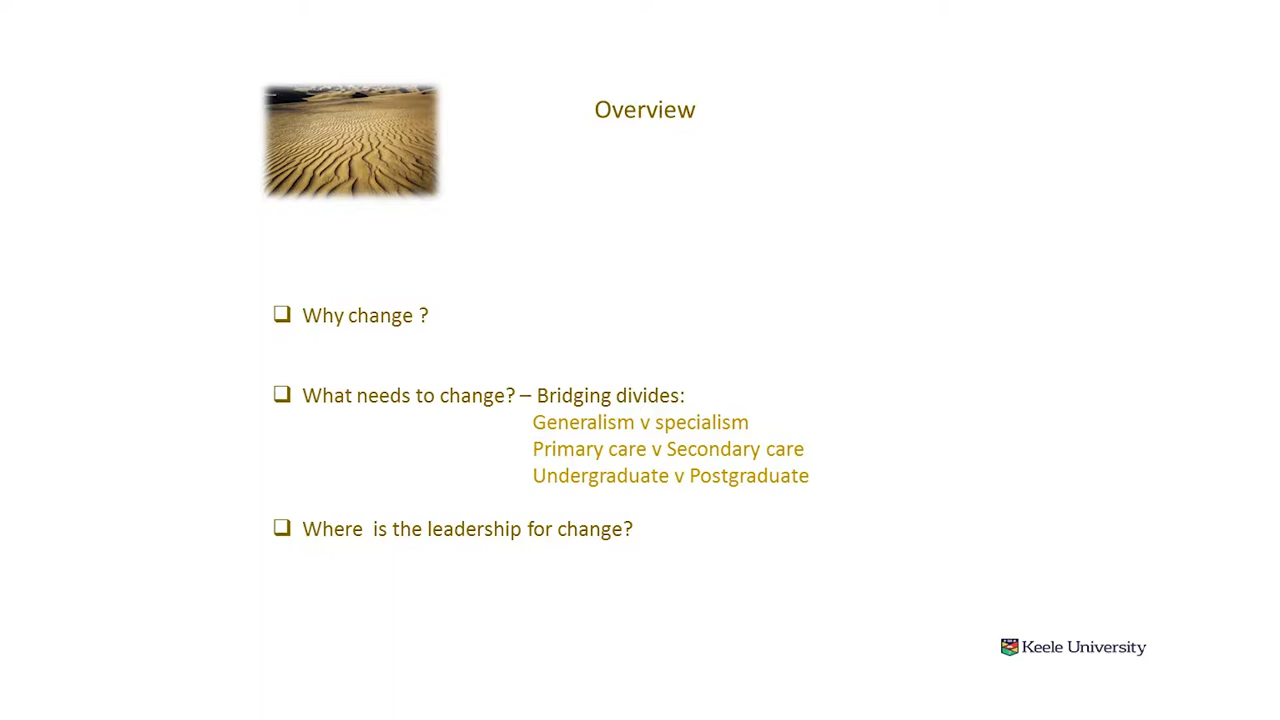 Overview
❑ Why change ?
❑ What needs to change? – Bridging divides:
Generalism v specialism
Primary care v Secondary care
Undergraduate v Postgraduate
❑ Where  is the leadership for change?
Keele University